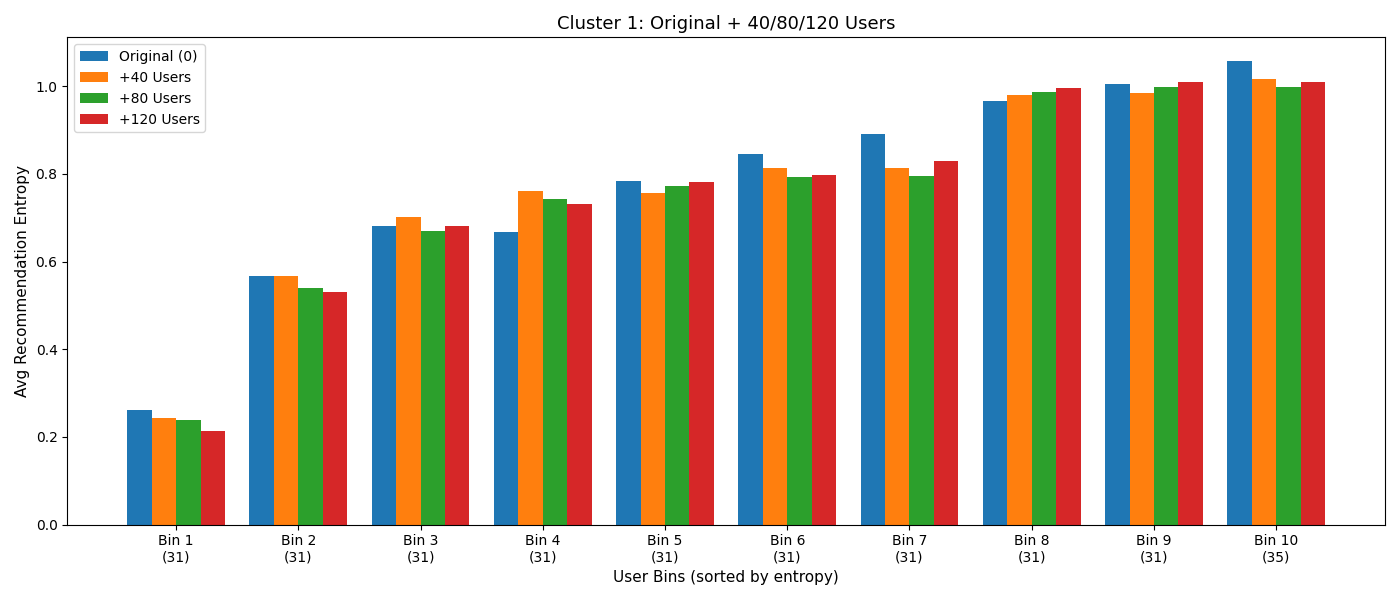 Cluster 1: Original + 40/80/120 Users
Original (0)
+40 Users
+80 Users
+120 Users
Avg Recommendation Entropy
1.0
0.8
0.6
0.4
0.2
0.0
Bin 1 Bin 2 Bin 3 Bin 4 Bin 5 Bin 6 Bin 7 Bin 8 Bin 9 Bin 10
(31) (31) (31) (31) (31) (31) (31) (31) (31) (35)
User Bins (sorted by entropy)